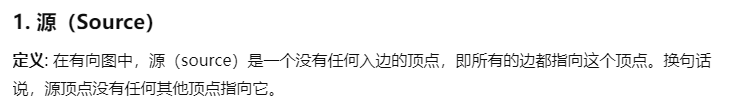 1. 源（Source）
定义: 在有向图中，源（source）是一个没有任何入边的顶点，即所有的边都指向这个顶点。换句话
说，源顶点没有任何其他顶点指向它。